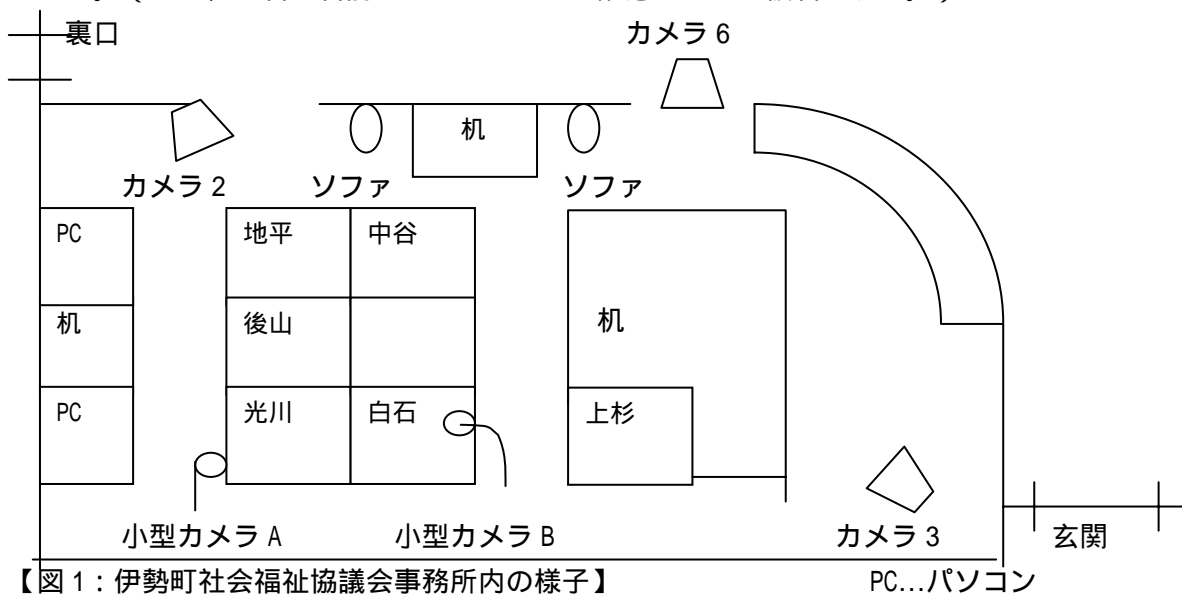 裏口
カメラ 6
机
カメラ 2
ソファ
ソファ
PC
地平
中谷
机
後山
机
PC
光川
白石
上杉
小型カメラ A
小型カメラ B
カメラ 3
玄関
【図 1：伊勢町社会福祉協議会事務所内の様子】
PC…パソコン